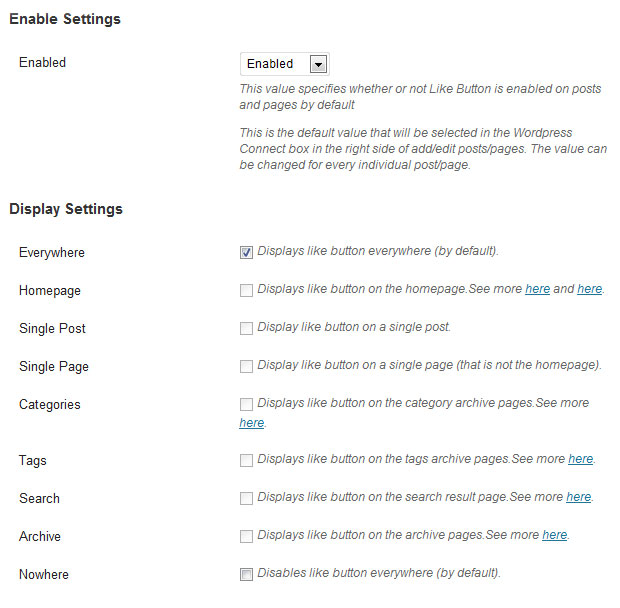 Enable Settings
Enabled
Enabled
This value specifies whether or not Like Button is enabled on posts
and pages by default
This is the default value that will be selected in the Wordpress
Connect box in the right side of add/edit posts/pages. The value can
be changed for every individual post/page.
Display Settings
Everywhere
Displays like button everywhere (by default).
Homepage
Displays like button on the homepage.See more here and here.
Single Post
Display like button on a single post.
Single Page
Display like button on a single page (that is not the homepage).
Categories
Displays like button on the category archive pages.See more
here.
Tags
Displays like button on the tags archive pages.See more here.
Search
Displays like button on the search result page.See more here.
Archive
Displays like button on the archive pages.See more here.
Nowhere
Disables like button everywhere (by default).